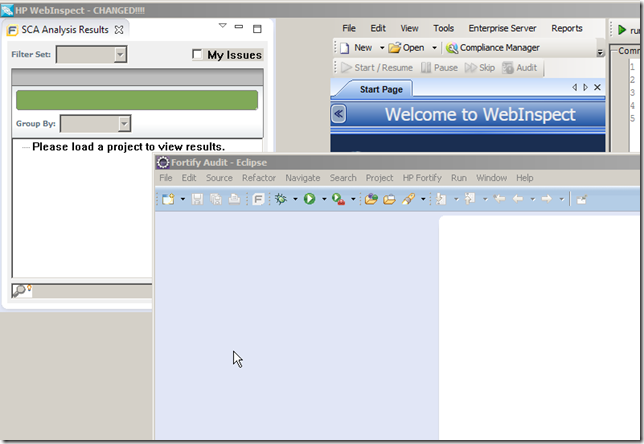 HP WebInspect - CHANGED!!!!
SCA Analysis Results
Filter Set:
My Issues
Group By:
Please load a project to view results.
File Edit View Tools Enterprise Server Reports
New Open Compliance Manager
Start / Resume Pause Skip Audit
Start Page
Welcome to WebInspect
run
Comm
1
2
3
4
5
Fortify Audit - Eclipse
File Edit Source Refactor Navigate Search Project HP Fortify Run Window Help